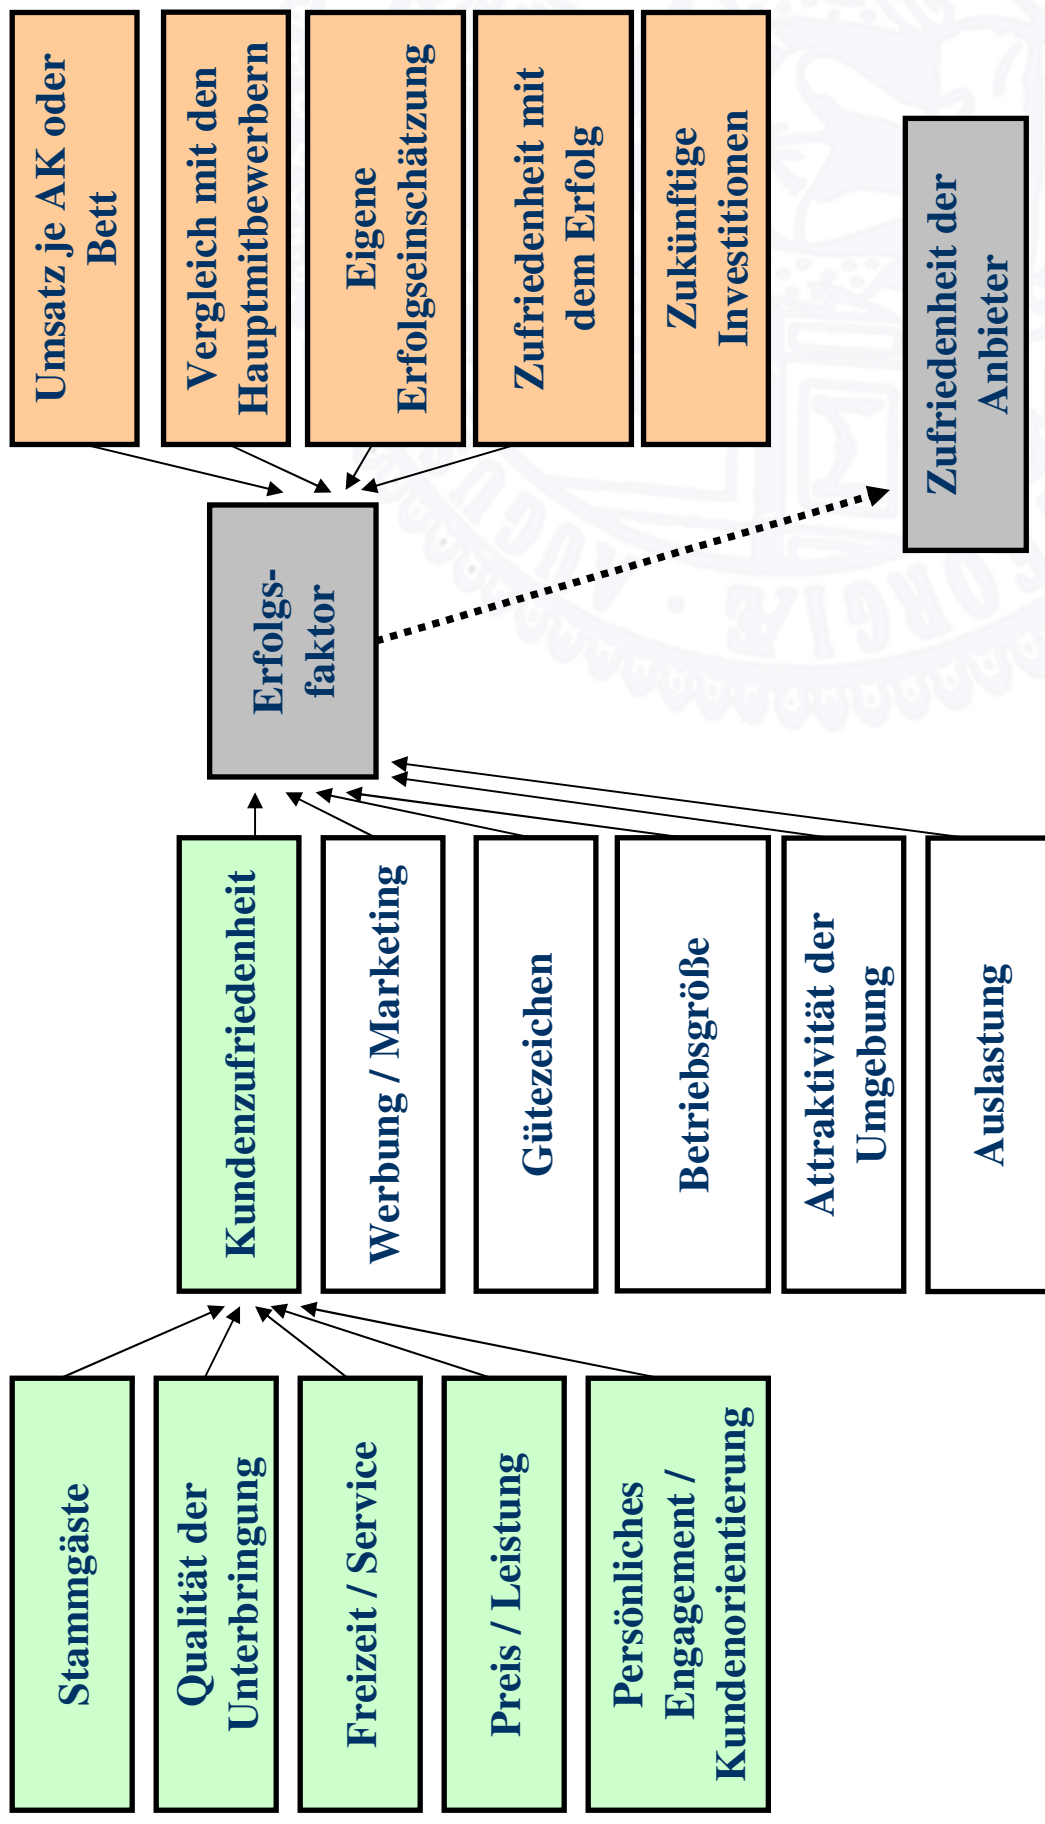 Stammgäste
Qualität der
Unterbringung
Freizeit / Service
Preis / Leistung
Persönliches
Engagement /
Kundenorientierung
Kundenzufriedenheit
Werbung / Marketing
Gütezeichen
Betriebsgröße
Attraktivität der
Umgebung
Auslastung
Erfolgs-
faktor
Umsatz je AK oder
Bett
Vergleich mit den
Hauptmitbewerbern
Eigene
Erfolgseinschätzung
Zufriedenheit mit
dem Erfolg
Zukünftige
Investitionen
Zufriedenheit der
Anbieter